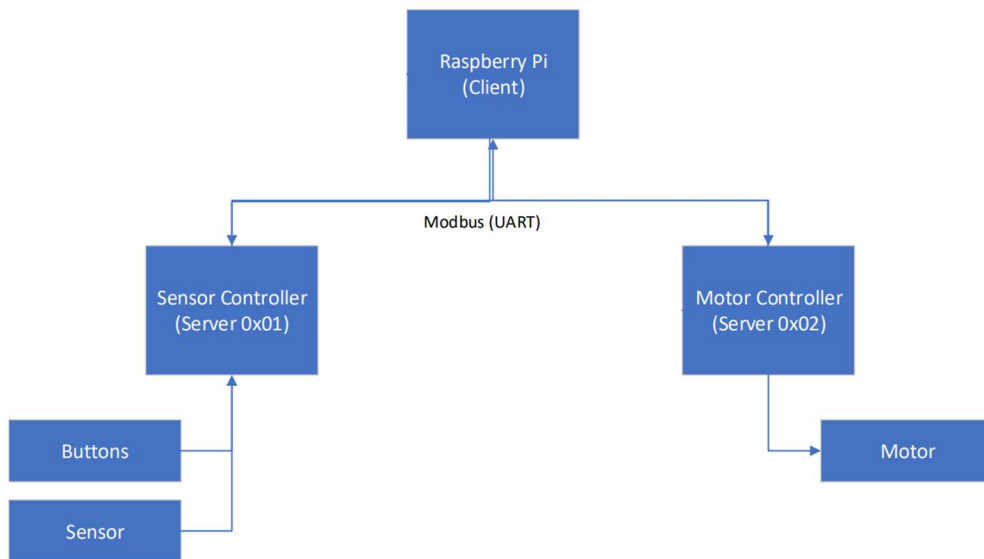 Raspberry Pi
(Client)
Modbus (UART)
Sensor Controller
(Server 0x01)
Motor Controller
(Server 0x02)
Buttons
Motor
Sensor